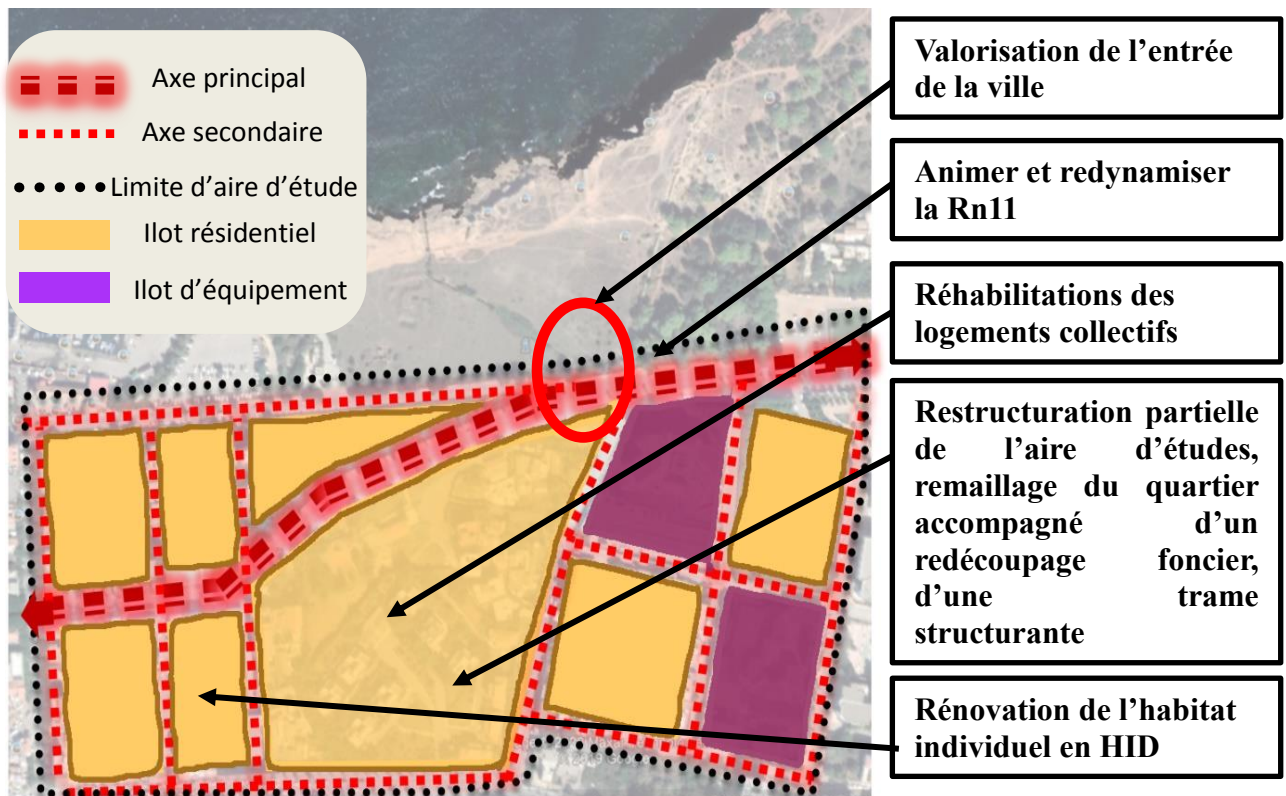 Axe principal
Axe secondaire
Limite d’aire d’étude
Ilot résidentiel
Ilot d’équipement
Valorisation de l’entrée
de la ville
Animer et redynamiser
la Rn11
Réhabilitations des
logements collectifs
Restructuration partielle
de l’aire d’études,
remaillage du quartier
accompagné d’un
redécoupage foncier,
d’une trame
structurante
Rénovation de l’habitat
individuel en HID